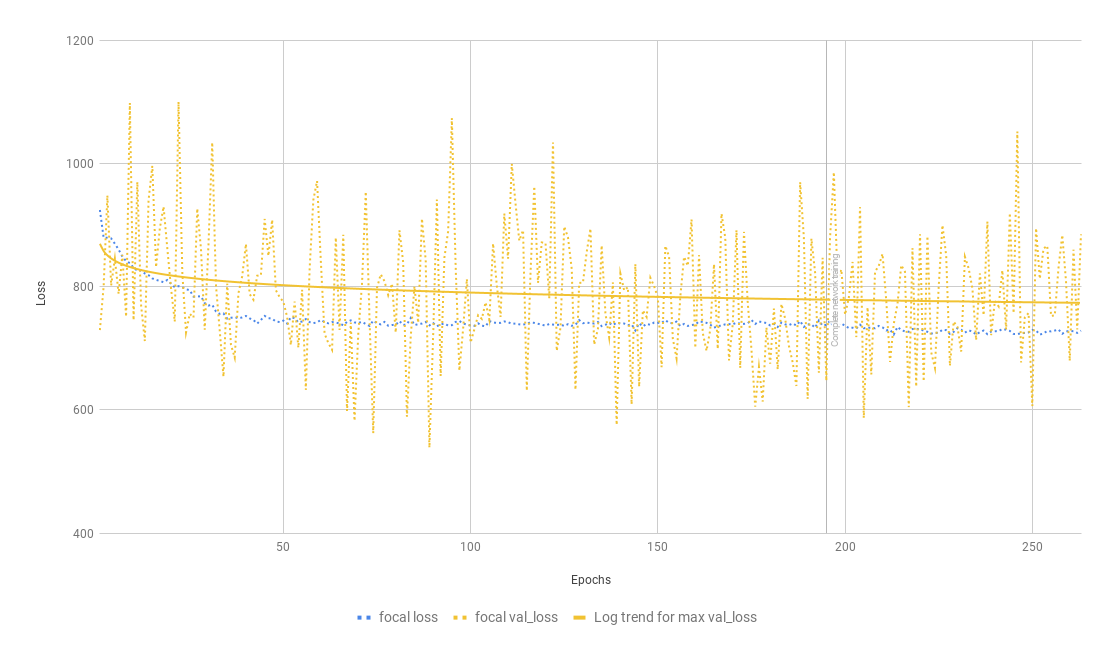 1200
1000
800
600
400
Loss
Complete network traning
50
100
150
200
250
Epochs
focal loss
focal val_loss
Log trend for max val_loss